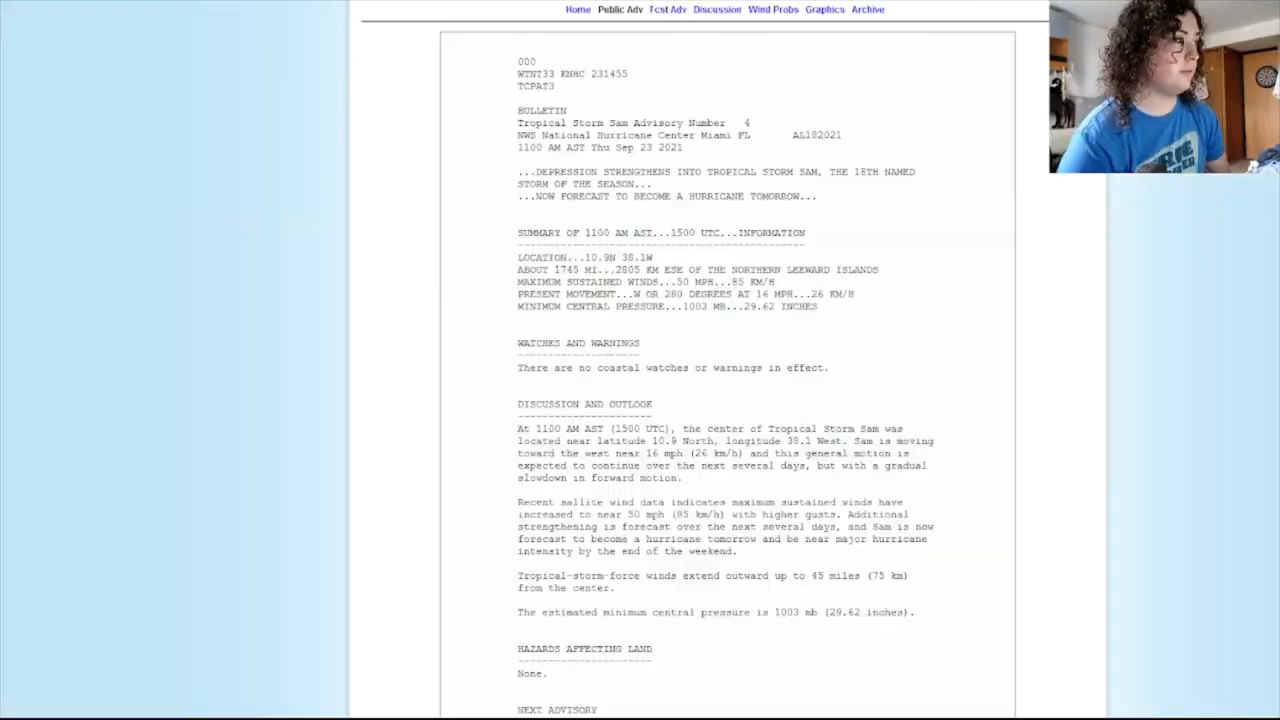 Home Public Adv Fcst Adv Discussion Wind Probs Graphics Archive
000
WTNT33 KNHC 231455
TCPAT3
BULLETIN
Tropical Storm Sam Advisory Number 4
NWS National Hurricane Center Miami FL AL182021
1100 AM AST Thu Sep 23 2021
...DEPRESSION STRENGTHENS INTO TROPICAL STORM SAM, THE 18TH NAMED
STORM OF THE SEASON...
...NOW FORECAST TO BECOME A HURRICANE TOMORROW...
SUMMARY OF 1100 AM AST...1500 UTC...INFORMATION
-----------------------------------------------
LOCATION...10.9N 38.1W
ABOUT 1745 MI...2805 KM ESE OF THE NORTHERN LEEWARD ISLANDS
MAXIMUM SUSTAINED WINDS...50 MPH...85 KM/H
PRESENT MOVEMENT...W OR 280 DEGREES AT 16 MPH...26 KM/H
MINIMUM CENTRAL PRESSURE...1003 MB...29.62 INCHES
WATCHES AND WARNINGS
--------------------
There are no coastal watches or warnings in effect.
DISCUSSION AND OUTLOOK
----------------------
At 1100 AM AST (1500 UTC), the center of Tropical Storm Sam was
located near latitude 10.9 North, longitude 38.1 West. Sam is moving
toward the west near 16 mph (26 km/h) and this general motion is
expected to continue over the next several days, but with a gradual
slowdown in forward motion.
Recent sallite wind data indicates maximum sustained winds have
increased to near 50 mph (85 km/h) with higher gusts. Additional
strengthening is forecast over the next several days, and Sam is now
forecast to become a hurricane tomorrow and be near major hurricane
intensity by the end of the weekend.
Tropical-storm-force winds extend outward up to 45 miles (75 km)
from the center.
The estimated minimum central pressure is 1003 mb (29.62 inches).
HAZARDS AFFECTING LAND
----------------------
None.
NEXT ADVISORY